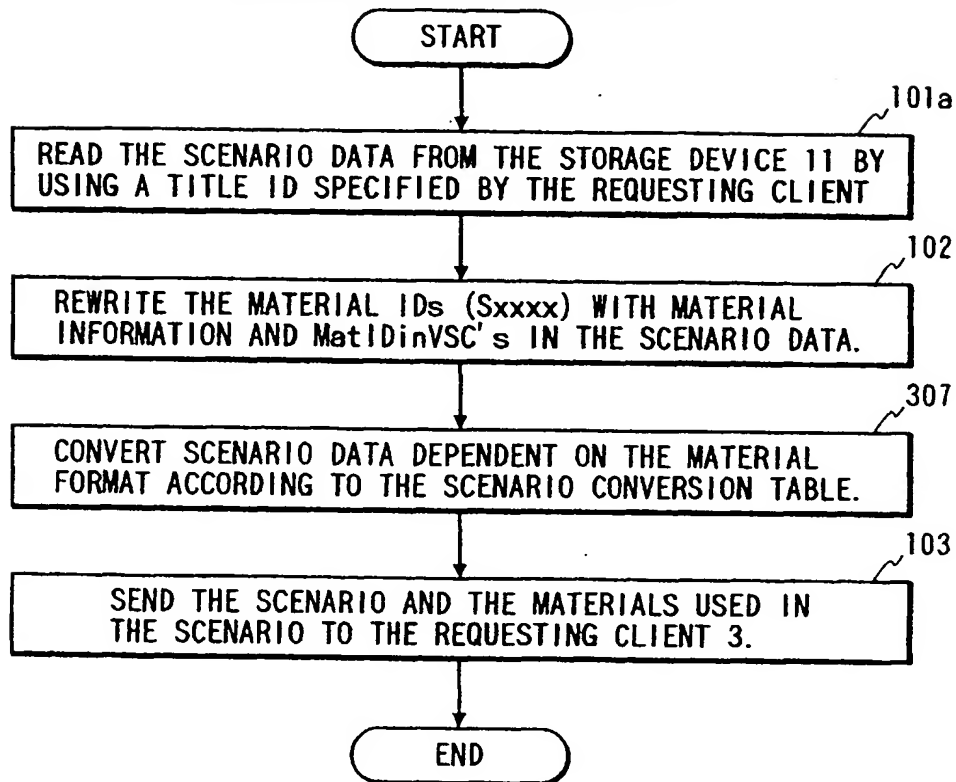 START
101a
READ THE SCENARIO DATA FROM THE STORAGE DEVICE 11 BY
USING A TITLE ID SPECIFIED BY THE REQUESTING CLIENT
102
REWRITE THE MATERIAL IDs (Sxxxx) WITH MATERIAL
INFORMATION AND MatIDinVSC's IN THE SCENARIO DATA.
307
CONVERT SCENARIO DATA DEPENDENT ON THE MATERIAL
FORMAT ACCORDING TO THE SCENARIO CONVERSION TABLE.
103
SEND THE SCENARIO AND THE MATERIALS USED IN
THE SCENARIO TO THE REQUESTING CLIENT 3.
END